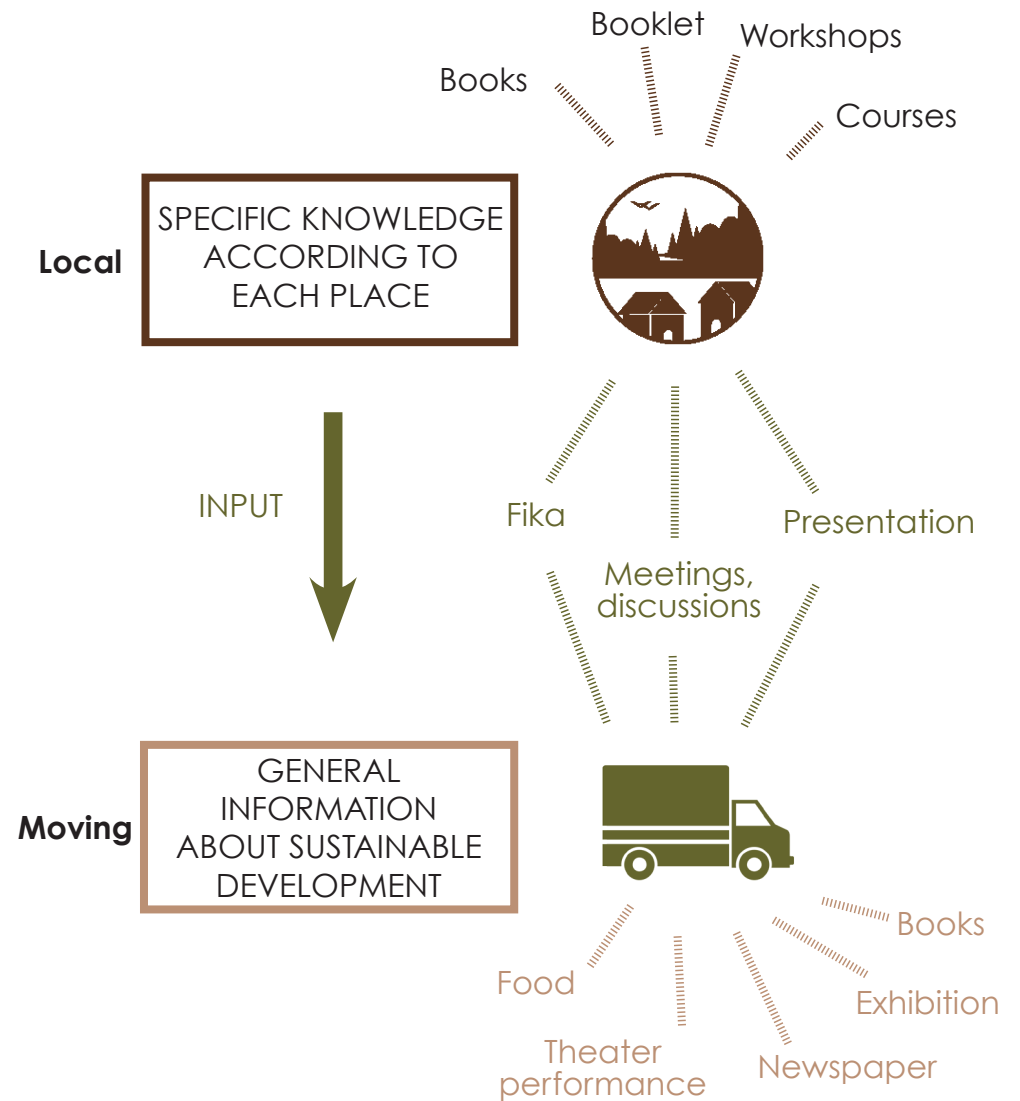 Booklet
Workshops
Books
Courses
Local
SPECIFIC KNOWLEDGE
ACCORDING TO
EACH PLACE
INPUT
Fika
Presentation
Meetings,
discussions
Moving
GENERAL
INFORMATION
ABOUT SUSTAINABLE
DEVELOPMENT
Books
Food
Exhibition
Theater
performance
Newspaper